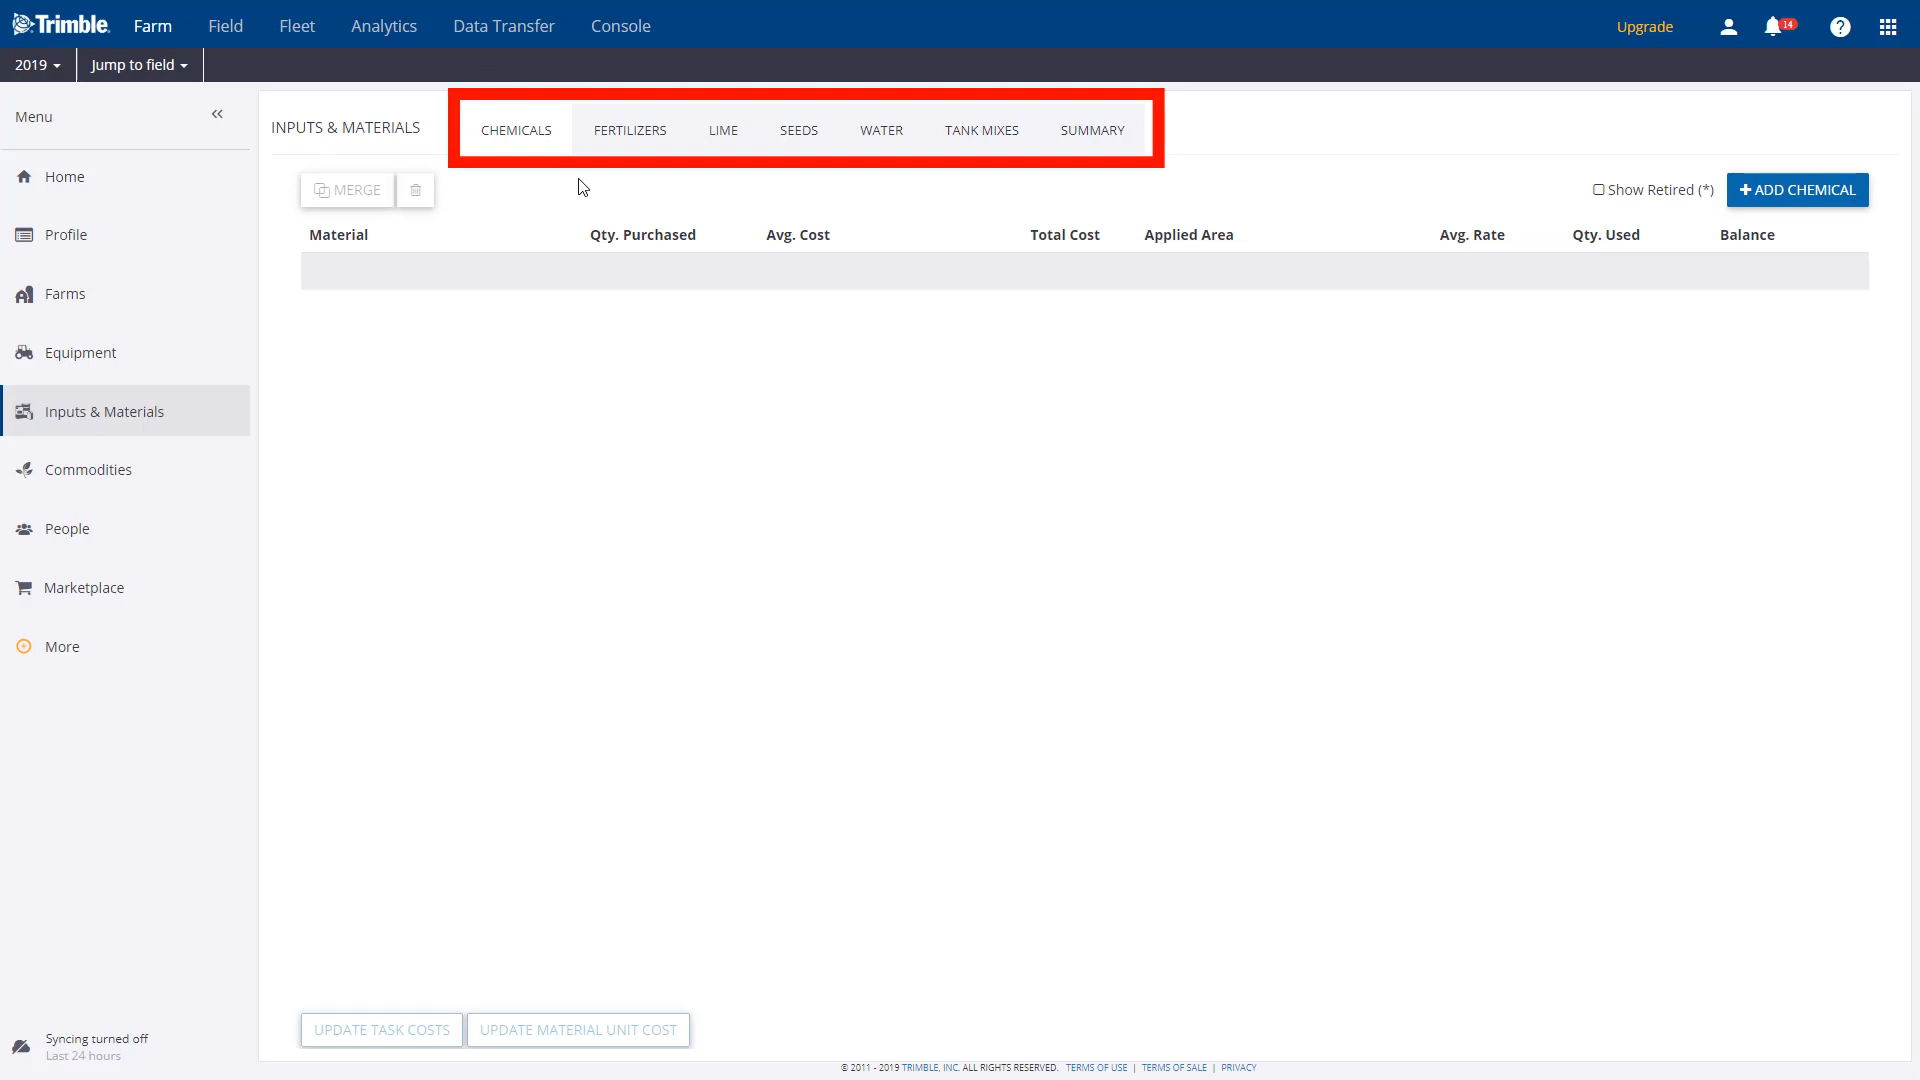 Trimble.
Farm
Field
Fleet
Analytics
Data Transfer
Console
Upgrade
14
?
2019
Jump to field
Menu
Home
Profile
Farms
Equipment
Inputs & Materials
Commodities
People
Marketplace
More
Syncing turned off
Last 24 hours
INPUTS & MATERIALS
CHEMICALS
FERTILIZERS
LIME
SEEDS
WATER
TANK MIXES
SUMMARY
MERGE
Show Retired (*)
+ ADD CHEMICAL
Material
Qty. Purchased
Avg. Cost
Total Cost
Applied Area
Avg. Rate
Qty. Used
Balance
UPDATE TASK COSTS
UPDATE MATERIAL UNIT COST
© 2011 - 2019 TRIMBLE, INC. ALL RIGHTS RESERVED. TERMS OF USE | TERMS OF SALE | PRIVACY